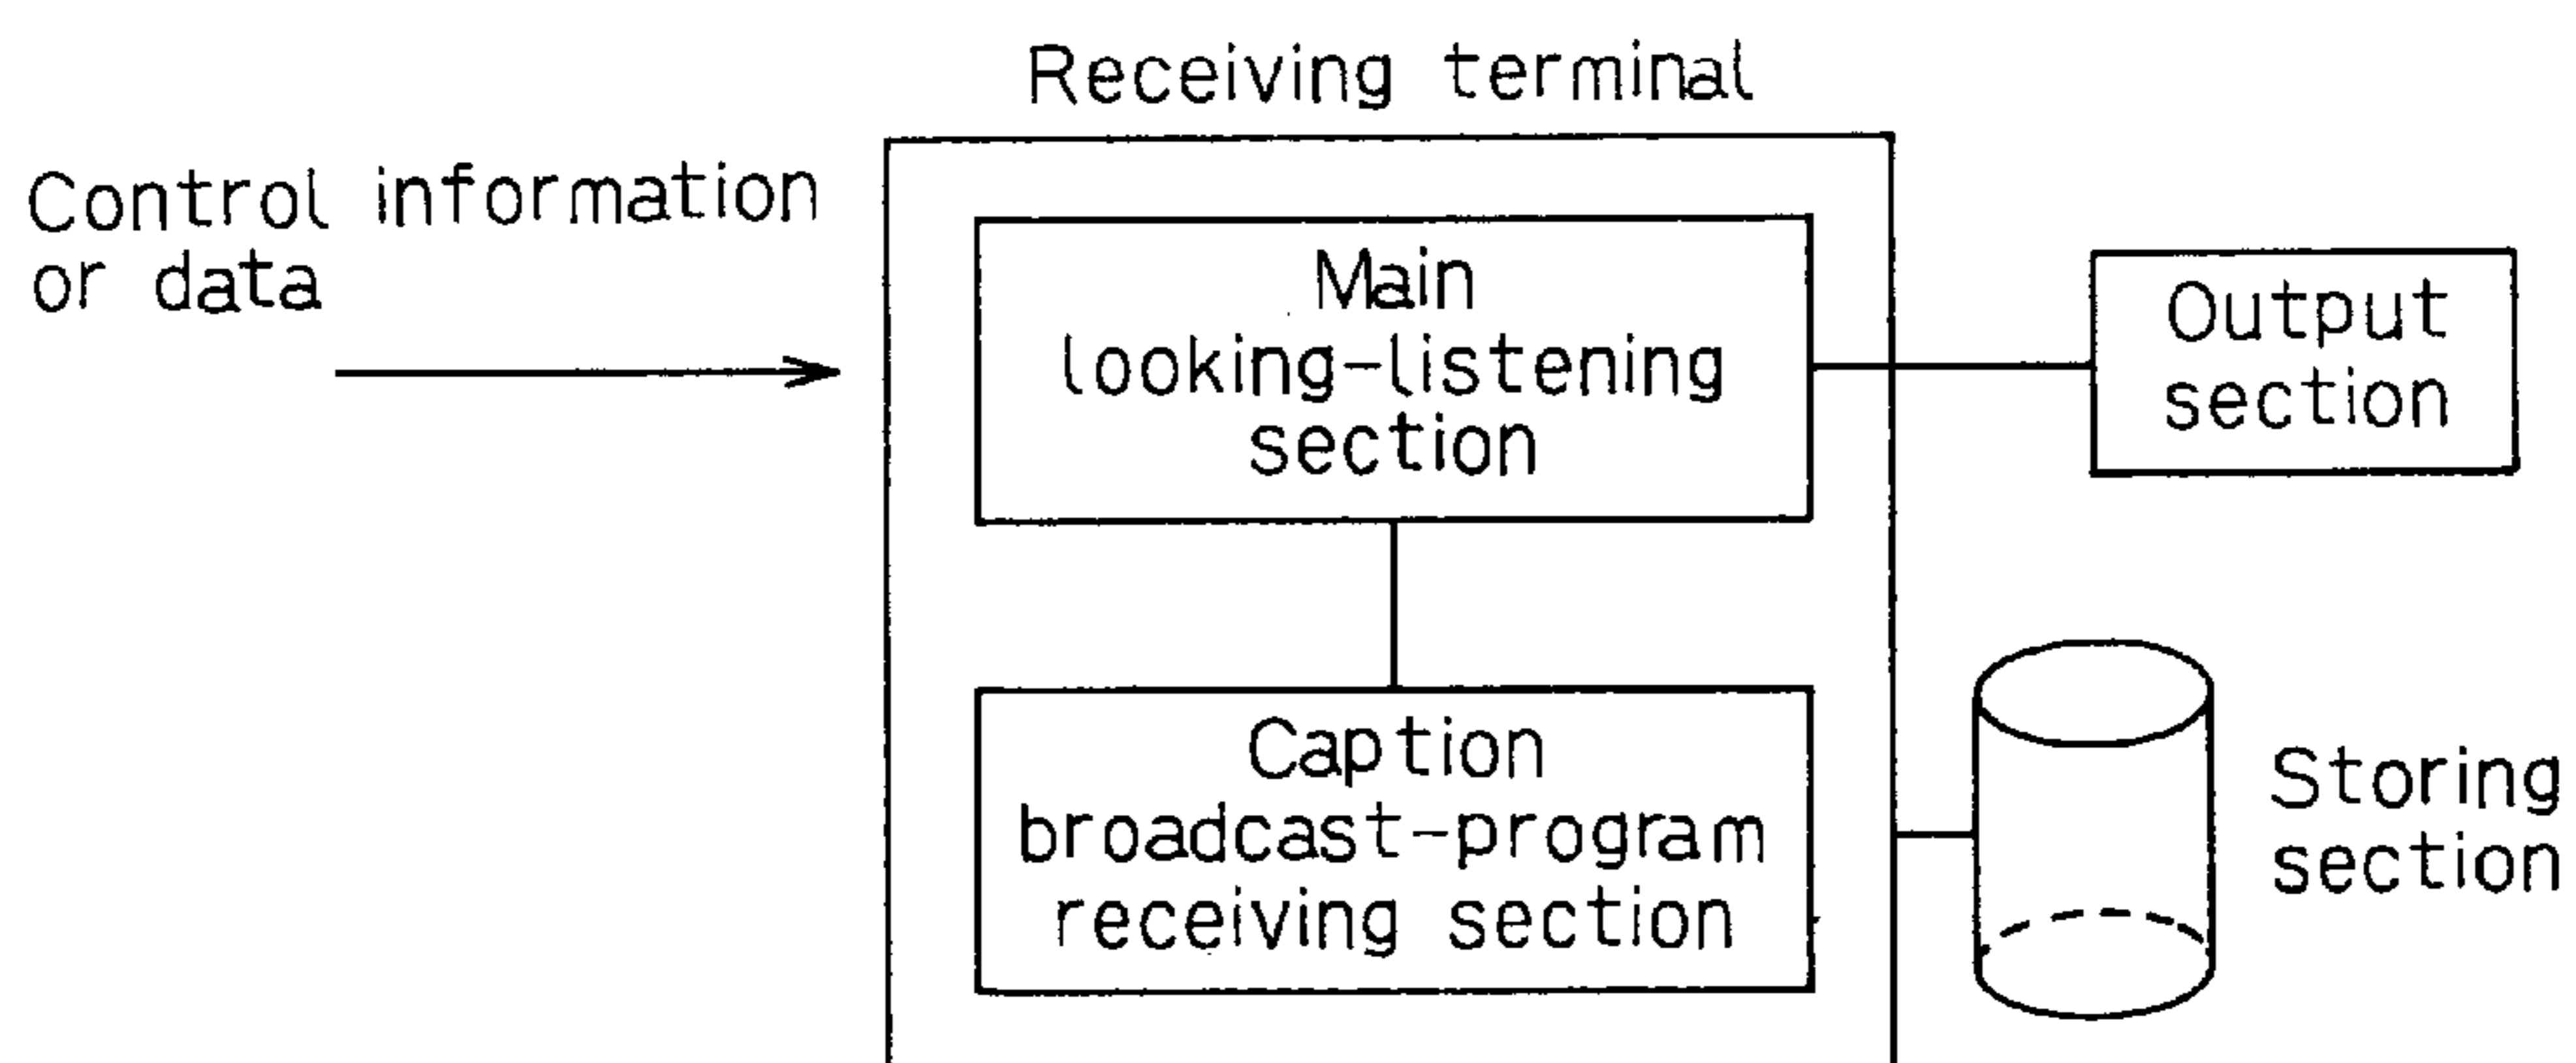 Receiving terminal
Control information
or data
Main
looking-listening
section
Output
section
Caption
broadcast-program
receiving section
Storing
section